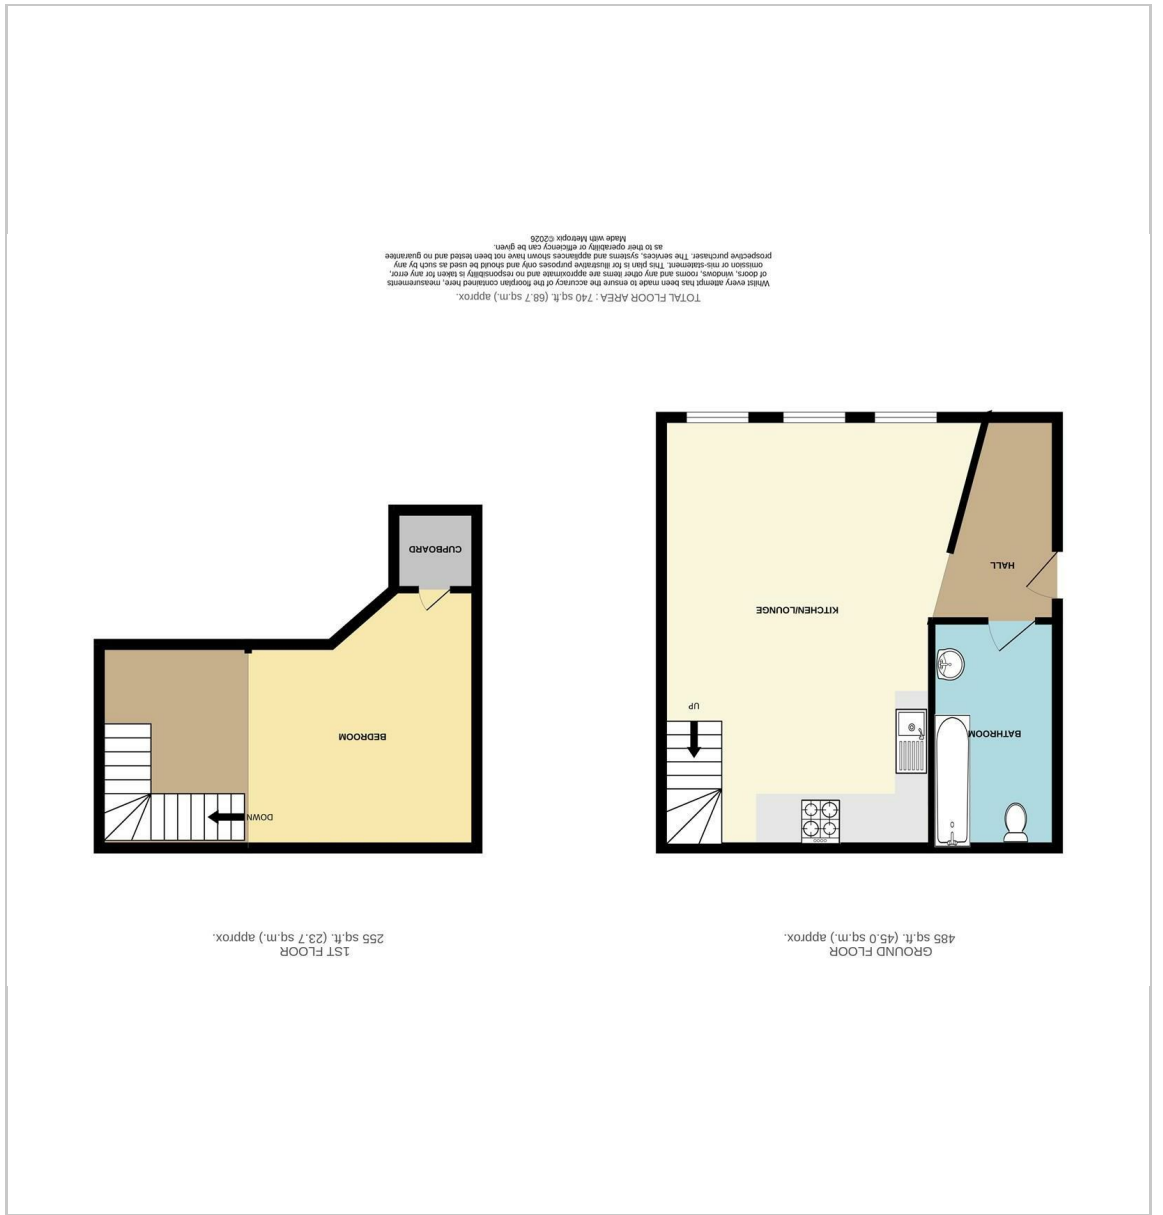 GROUND FLOOR
485 sq.ft. (45.0 sq.m.) approx.
1ST FLOOR
255 sq.ft. (23.7 sq.m.) approx.
BATHROOM
HALL
KITCHEN/LOUNGE
UP
DOWN
BEDROOM
CUPBOARD
TOTAL FLOOR AREA : 740 sq.ft. (68.7 sq.m.) approx.
Whilst every attempt has been made to ensure the accuracy of the floorplan contained here, measurements
of doors, windows, rooms and any other items are approximate and no responsibility is taken for any error,
omission or mis-statement. This plan is for illustrative purposes only and should be used as such by any
prospective purchaser. The services, systems and appliances shown have not been tested and no guarantee
as to their operability or efficiency can be given.
Made with Metropix ©2026